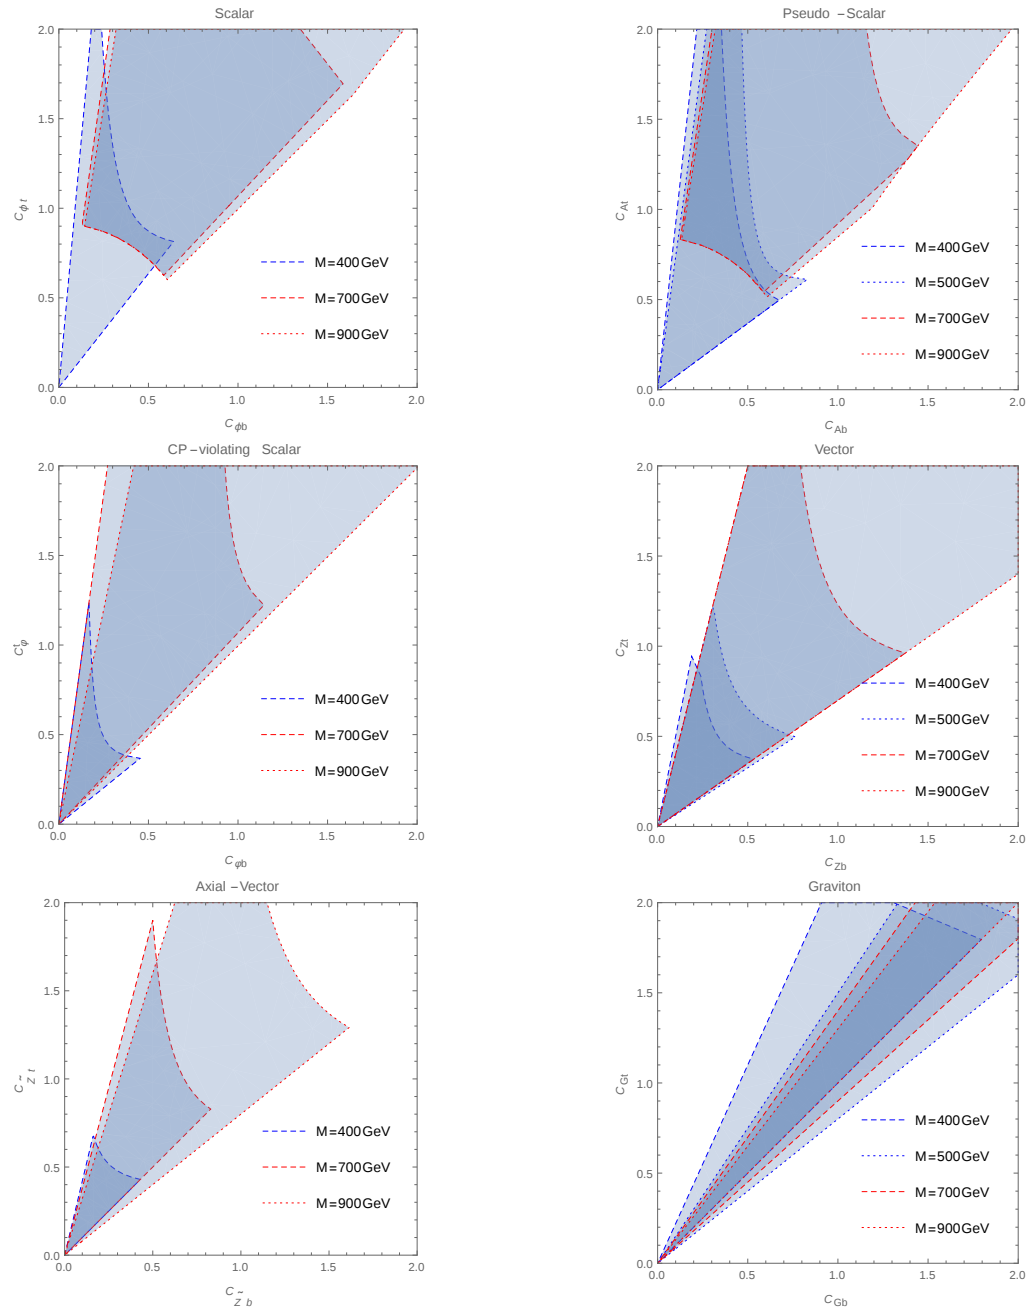 Scalar
2.0
1.5
1.0
0.5
0.0
C_ϕt
M=400GeV
M=700GeV
M=900GeV
0.0 0.5 1.0 1.5 2.0
C_ϕb
Pseudo-Scalar
2.0
1.5
1.0
0.5
0.0
C_At
M=400GeV
M=500GeV
M=700GeV
M=900GeV
0.0 0.5 1.0 1.5 2.0
C_Ab
CP-violating Scalar
2.0
1.5
1.0
0.5
0.0
C^t_φ
M=400GeV
M=700GeV
M=900GeV
0.0 0.5 1.0 1.5 2.0
C_φb
Vector
2.0
1.5
1.0
0.5
0.0
C_Zt
M=400GeV
M=500GeV
M=700GeV
M=900GeV
0.0 0.5 1.0 1.5 2.0
C_Zb
Axial-Vector
2.0
1.5
1.0
0.5
0.0
C_Z̃ t
M=400GeV
M=700GeV
M=900GeV
0.0 0.5 1.0 1.5 2.0
C_Z̃ b
Graviton
2.0
1.5
1.0
0.5
0.0
C_Gt
M=400GeV
M=500GeV
M=700GeV
M=900GeV
0.0 0.5 1.0 1.5 2.0
C_Gb